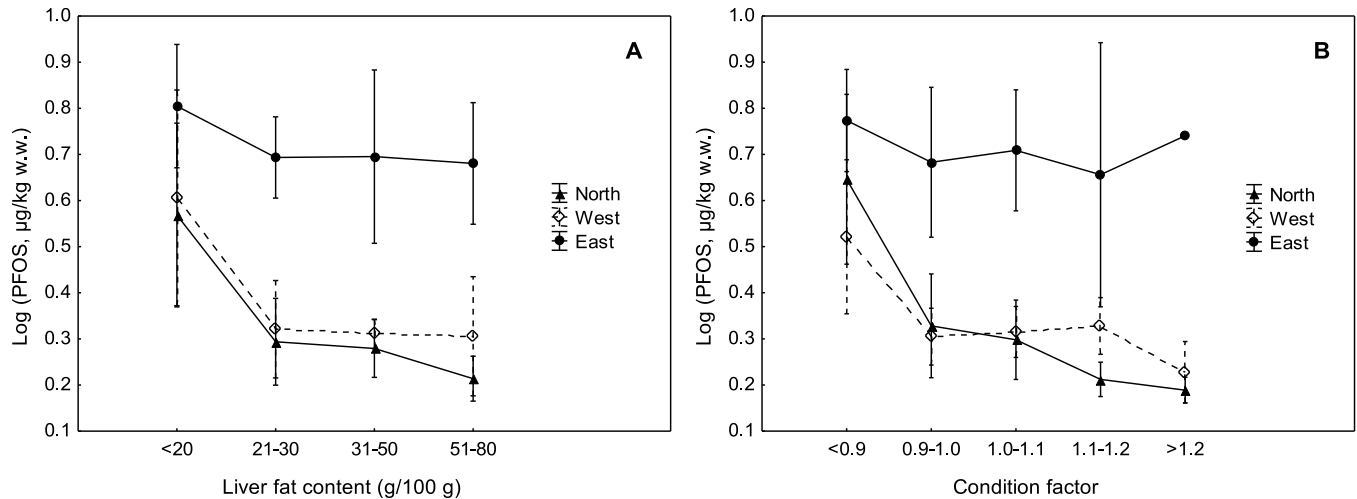 A
Log (PFOS, µg/kg w.w.)
1.0
0.9
0.8
0.7
0.6
0.5
0.4
0.3
0.2
0.1
North
West
East
<20
21-30
31-50
51-80
Liver fat content (g/100 g)
B
Log (PFOS, µg/kg w.w.)
1.0
0.9
0.8
0.7
0.6
0.5
0.4
0.3
0.2
0.1
North
West
East
<0.9
0.9-1.0
1.0-1.1
1.1-1.2
>1.2
Condition factor